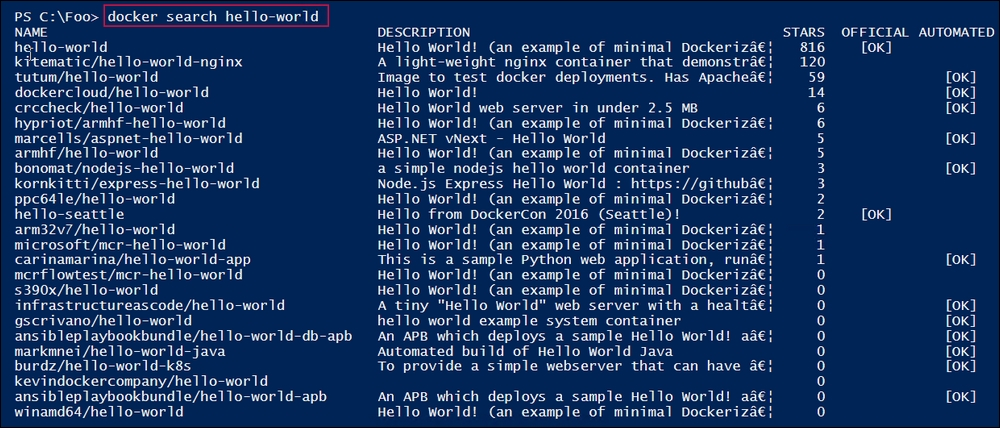 PS C:\Foo> docker search hello-world
NAME DESCRIPTION STARS OFFICIAL AUTOMATED
hello-world Hello World! (an example of minimal Dockerizâ€¦ 816 [OK]
kitematic/hello-world-nginx A light-weight nginx container that demonstrâ€¦ 120
tutum/hello-world Image to test docker deployments. Has Apacheâ€¦ 59 [OK]
dockercloud/hello-world Hello World! 14 [OK]
crccheck/hello-world Hello World web server in under 2.5 MB 6 [OK]
hypriot/armhf-hello-world Hello World! (an example of minimal Dockerizâ€¦ 6
marcells/aspnet-hello-world ASP.NET vNext - Hello World 5 [OK]
armhf/hello-world Hello World! (an example of minimal Dockerizâ€¦ 5
bonomat/nodejs-hello-world a simple nodejs hello world container 3 [OK]
kornkitti/express-hello-world Node.js Express Hello World : https://githubâ€¦ 3
ppc64le/hello-world Hello World! (an example of minimal Dockerizâ€¦ 2
hello-seattle Hello from DockerCon 2016 (Seattle)! 2 [OK]
arm32v7/hello-world Hello World! (an example of minimal Dockerizâ€¦ 1
microsoft/mcr-hello-world Hello World! (an example of minimal Dockerizâ€¦ 1
carinamarina/hello-world-app This is a sample Python web application, runâ€¦ 1 [OK]
mcrflowtest/mcr-hello-world Hello World! (an example of minimal Dockerizâ€¦ 0
s390x/hello-world Hello World! (an example of minimal Dockerizâ€¦ 0
infrastructureascode/hello-world A tiny "Hello World" web server with a healtâ€¦ 0 [OK]
gscrivano/hello-world hello world example system container 0 [OK]
ansibleplaybookbundle/hello-world-db-apb An APB which deploys a sample Hello World! aâ€¦ 0 [OK]
markmnei/hello-world-java Automated build of Hello World Java 0 [OK]
burdz/hello-world-k8s To provide a simple webserver that can have â€¦ 0 [OK]
kevindockercompany/hello-world 0
ansibleplaybookbundle/hello-world-apb An APB which deploys a sample Hello World! aâ€¦ 0 [OK]
winamd64/hello-world Hello World! (an example of minimal Dockerizâ€¦ 0